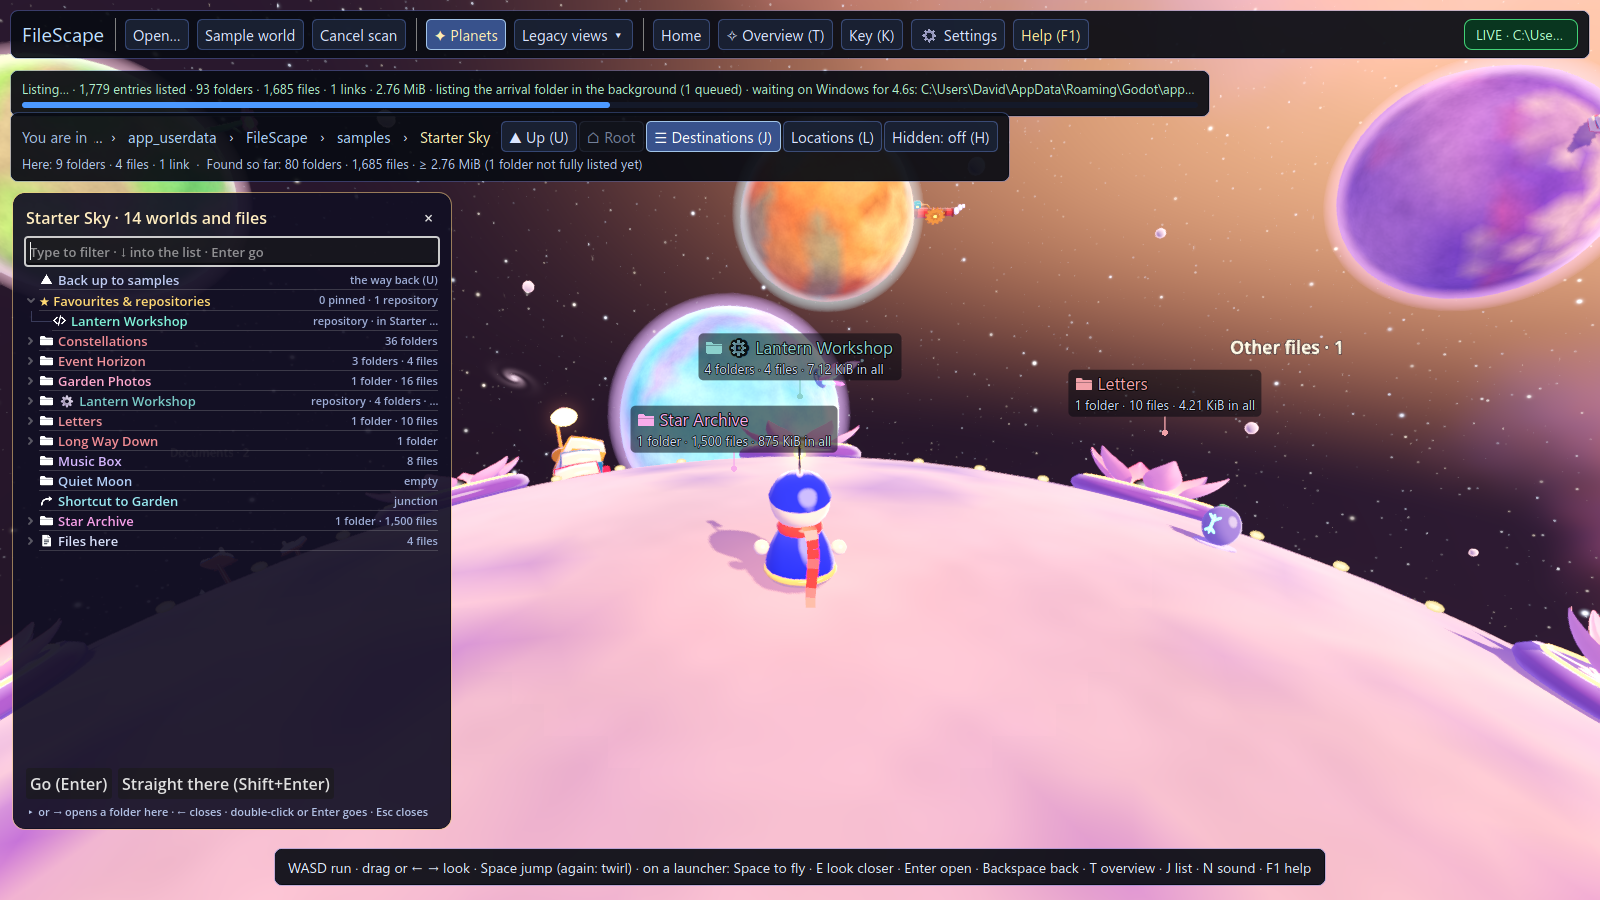 FileScape
Open...
Sample world
Cancel scan
✦ Planets
Legacy views ▾
Home
✧ Overview (T)
Key (K)
Settings
Help (F1)
LIVE · C:\Use...
Listing... · 1,779 entries listed · 93 folders · 1,685 files · 1 links · 2.76 MiB · listing the arrival folder in the background (1 queued) · waiting on Windows for 4.6s: C:\Users\David\AppData\Roaming\Godot\app...
You are in .. › app_userdata › FileScape › samples › Starter Sky
▲ Up (U)
Root
☰ Destinations (J)
Locations (L)
Hidden: off (H)
Here: 9 folders · 4 files · 1 link · Found so far: 80 folders · 1,685 files · ≥ 2.76 MiB (1 folder not fully listed yet)
Starter Sky · 14 worlds and files ×
Type to filter · ↓ into the list · Enter go
Back up to samples the way back (U)
★ Favourites & repositories 0 pinned · 1 repository
Lantern Workshop repository · in Starter ...
Constellations 36 folders
Event Horizon 3 folders · 4 files
Garden Photos 1 folder · 16 files
Lantern Workshop repository · 4 folders · ...
Letters 1 folder · 10 files
Long Way Down 1 folder
Documents · 2
Music Box 8 files
Quiet Moon empty
Shortcut to Garden junction
Star Archive 1 folder · 1,500 files
Files here 4 files
Go (Enter)
Straight there (Shift+Enter)
‣ or → opens a folder here · ← closes · double-click or Enter goes · Esc closes
Lantern Workshop
4 folders · 4 files · 7.12 KiB in all
Star Archive
1 folder · 1,500 files · 875 KiB in all
Other files · 1
Letters
1 folder · 10 files · 4.21 KiB in all
WASD run · drag or ← → look · Space jump (again: twirl) · on a launcher: Space to fly · E look closer · Enter open · Backspace back · T overview · J list · N sound · F1 help